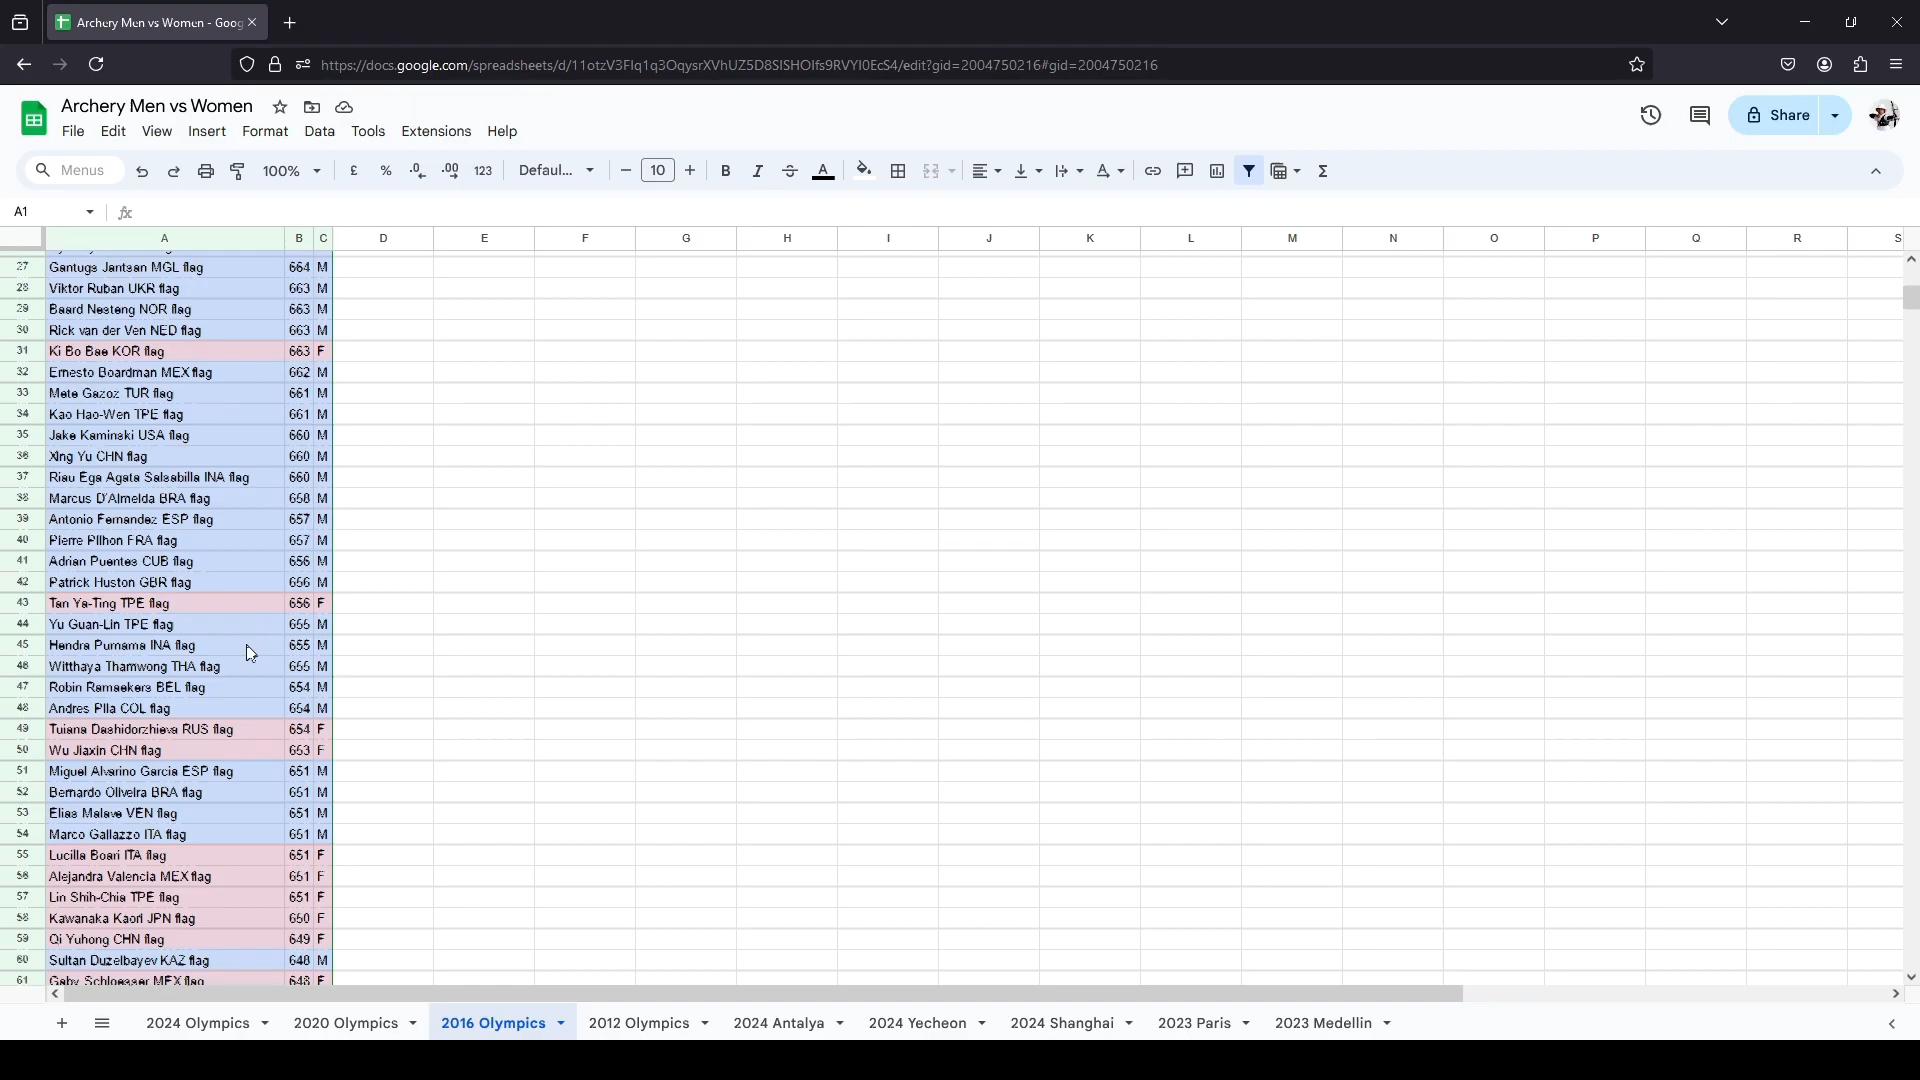 Archery Men vs Women - Goog
https://docs.google.com/spreadsheets/d/11otzV3FIq1q3OqysrXVhUZ5D8SISHOIfs9RVYI0EcS4/edit?gid=2004750216#gid=2004750216
Archery Men vs Women
File Edit View Insert Format Data Tools Extensions Help
Share
Menus 100% £ % .0 .00 123 Defaul... 10 B I A
A1 fx
A B C D E F G H I J K L M N O P Q R S
27 Gantugs Jantsan MGL flag 664 M
28 Viktor Ruban UKR flag 663 M
29 Baard Nesteng NOR flag 663 M
30 Rick van der Ven NED flag 663 M
31 Ki Bo Bae KOR flag 663 F
32 Ernesto Boardman MEX flag 662 M
33 Mete Gazoz TUR flag 661 M
34 Kao Hao-Wen TPE flag 661 M
35 Jake Kaminski USA flag 660 M
36 Xing Yu CHN flag 660 M
37 Riau Ega Agata Salsabilla INA flag 660 M
38 Marcus D'Almeida BRA flag 658 M
39 Antonio Fernandez ESP flag 657 M
40 Pierre Plihon FRA flag 657 M
41 Adrian Puentes CUB flag 656 M
42 Patrick Huston GBR flag 656 M
43 Tan Ya-Ting TPE flag 656 F
44 Yu Guan-Lin TPE flag 655 M
45 Hendra Purnama INA flag 655 M
46 Witthaya Thamwong THA flag 655 M
47 Robin Ramaekers BEL flag 654 M
48 Andres Pila COL flag 654 M
49 Tuiana Dashidorzhieva RUS flag 654 F
50 Wu Jiaxin CHN flag 653 F
51 Miguel Alvarino Garcia ESP flag 651 M
52 Bernardo Oliveira BRA flag 651 M
53 Elias Malave VEN flag 651 M
54 Marco Gallazzo ITA flag 651 M
55 Lucilla Boari ITA flag 651 F
56 Alejandra Valencia MEX flag 651 F
57 Lin Shih-Chia TPE flag 651 F
58 Kawanaka Kaori JPN flag 650 F
59 Qi Yuhong CHN flag 649 F
60 Sultan Duzelbayev KAZ flag 648 M
61 Gaby Schloesser MEX flag 648 F
2024 Olympics 2020 Olympics 2016 Olympics 2012 Olympics 2024 Antalya 2024 Yecheon 2024 Shanghai 2023 Paris 2023 Medellin